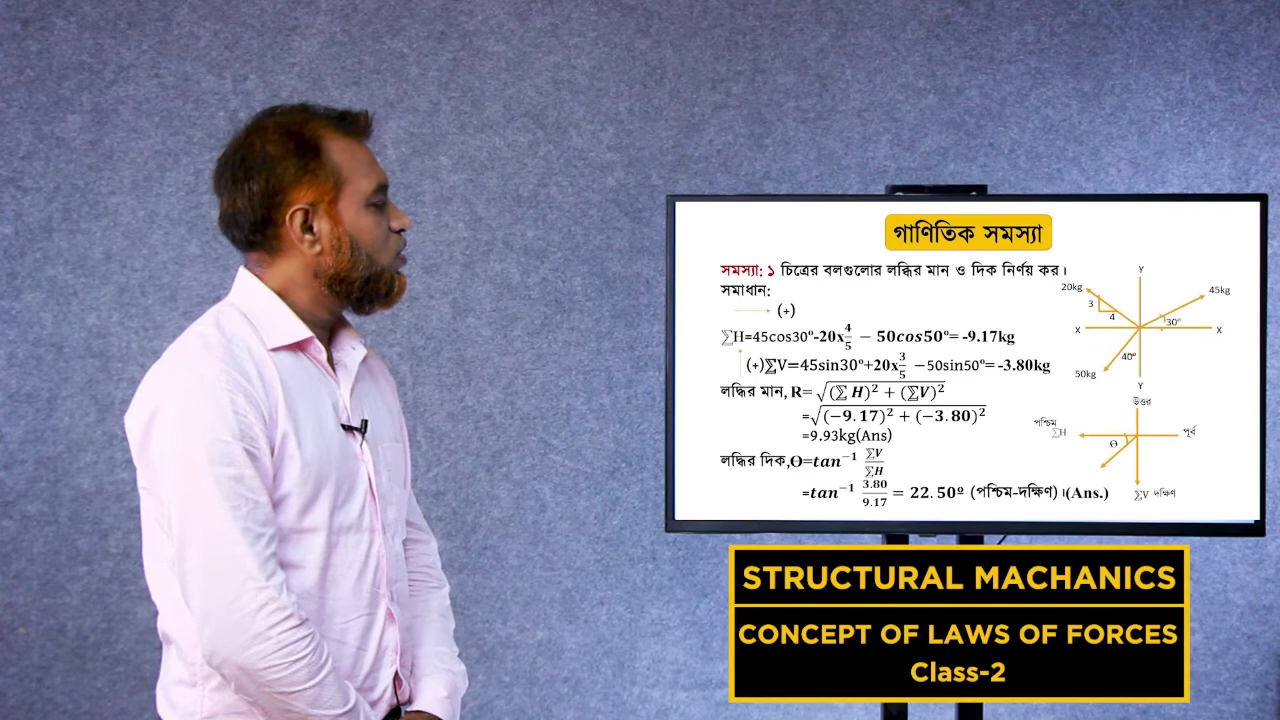 গাণিতিক সমস্যা
সমস্যা: ১ চিত্রের বলগুলোর লব্ধির মান ও দিক নির্ণয় কর।
সমাধান:
(+)
∑H=45cos30º-20x4/5 − 50cos50º= -9.17kg
(+)∑V=45sin30º+20x3/5 −50sin50º= -3.80kg
লব্ধির মান, R= √(∑ H)² + (∑V)²
=√(−9.17)² + (−3.80)²
=9.93kg(Ans)
লব্ধির দিক,Ɵ=tan⁻¹ ∑V/∑H
=tan⁻¹ 3.80/9.17 = 22.50º (পশ্চিম-দক্ষিণ)।(Ans.)
Y
20kg
45kg
3
4
30º
X
X
40º
50kg
Y
উত্তর
পশ্চিম
∑H
পূর্ব
Ɵ
∑V দক্ষিণ
STRUCTURAL MACHANICS
CONCEPT OF LAWS OF FORCES
Class-2